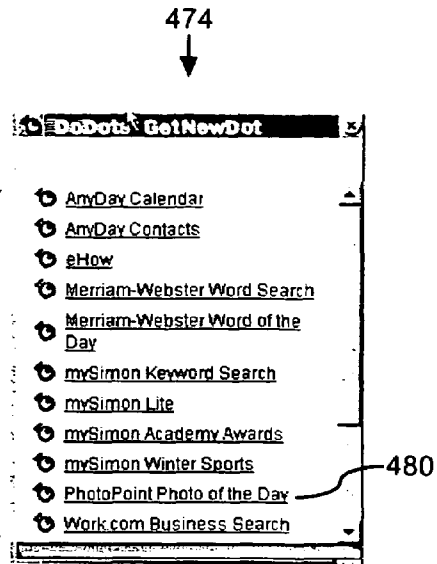 474
DoDots GetNewDot
AnyDay Calendar
AnyDay Contacts
eHow
Merriam-Webster Word Search
Merriam-Webster Word of the
Day
mySimon Keyword Search
mySimon Lite
mySimon Academy Awards
mySimon Winter Sports
PhotoPoint Photo of the Day
480
Work.com Business Search